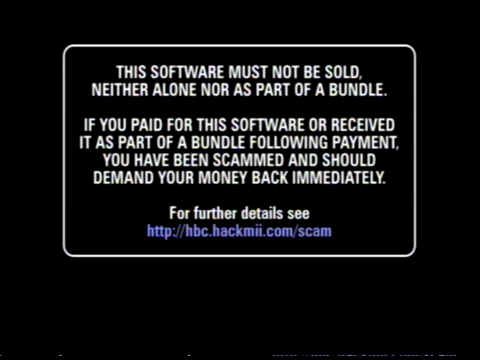 THIS SOFTWARE MUST NOT BE SOLD,
NEITHER ALONE NOR AS PART OF A BUNDLE.
IF YOU PAID FOR THIS SOFTWARE OR RECEIVED
IT AS PART OF A BUNDLE FOLLOWING PAYMENT,
YOU HAVE BEEN SCAMMED AND SHOULD
DEMAND YOUR MONEY BACK IMMEDIATELY.
For further details see
http://hbc.hackmii.com/scam